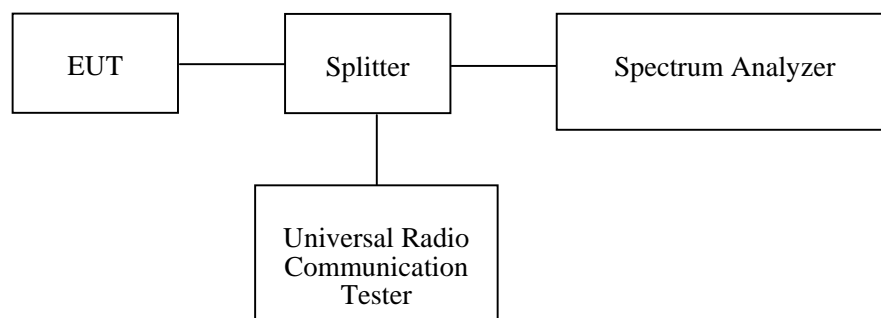 EUT
Splitter
Spectrum Analyzer
Universal Radio
Communication
Tester